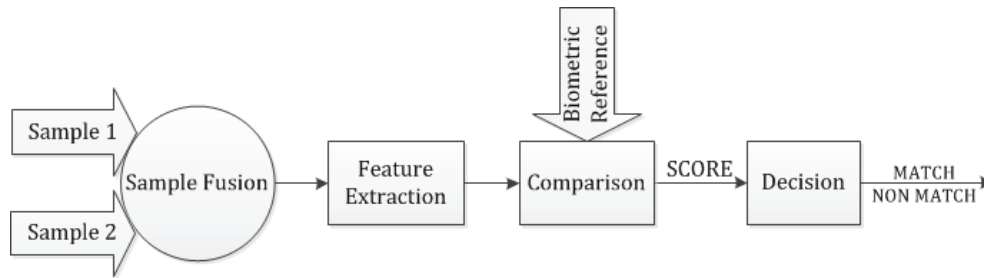 Sample 1
Sample 2
Sample Fusion
Feature
Extraction
Biometric
Reference
Comparison
SCORE
Decision
MATCH
NON MATCH